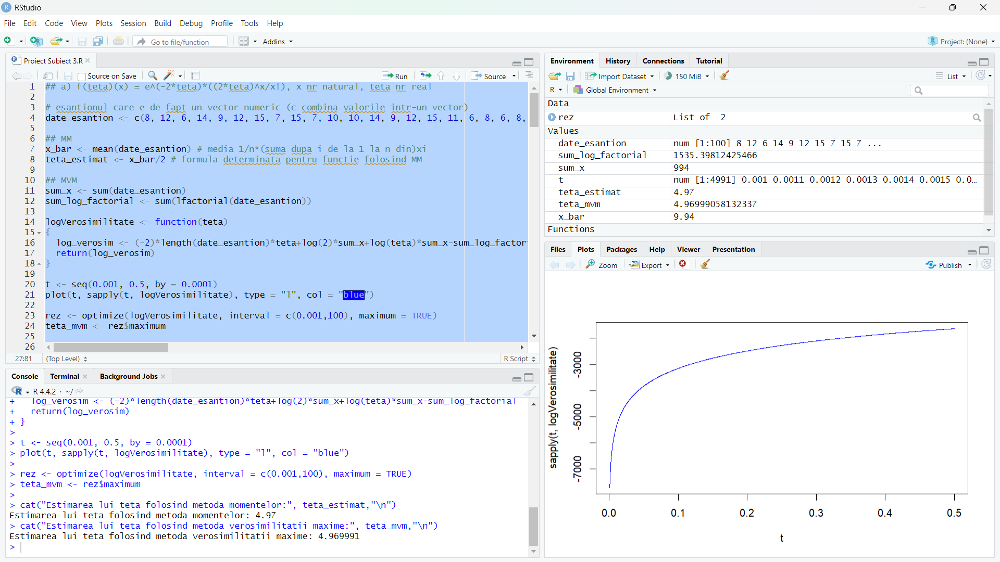 RStudio
File Edit Code View Plots Session Build Debug Profile Tools Help
Go to file/function Addins Project: (None)
Project Subiect 3.R
Source on Save Run Source
1 ## a) f(teta)(x) = e^(-2*teta)*((2*teta)^x/x!), x nr natural, teta nr real
2
3 # esantionul care e de fapt un vector numeric (c combina valorile intr-un vector)
4 date_esantion <- c(8, 12, 6, 14, 9, 12, 15, 7, 15, 7, 10, 10, 14, 9, 12, 15, 11, 6, 8, 6, 8,
5
6 ## MM
7 x_bar <- mean(date_esantion) # media 1/n*(suma dupa i de la 1 la n din)xi
8 teta_estimat <- x_bar/2 # formula determinata pentru functie folosind MM
9
10 ## MVM
11 sum_x <- sum(date_esantion)
12 sum_log_factorial <- sum(lfactorial(date_esantion))
13
14 logVerosimilitate <- function(teta)
15 {
16 log_verosim <- (-2)*length(date_esantion)*teta+log(2)*sum_x+log(teta)*sum_x-sum_log_factor
17 return(log_verosim)
18 }
19
20 t <- seq(0.001, 0.5, by = 0.0001)
21 plot(t, sapply(t, logVerosimilitate), type = "l", col = "blue")
22
23 rez <- optimize(logVerosimilitate, interval = c(0.001,100), maximum = TRUE)
24 teta_mvm <- rez$maximum
25
26
27:81 (Top Level) R Script
Console Terminal Background Jobs
R 4.4.2 · ~/
+ log_verosim <- (-2)*length(date_esantion)*teta+log(2)*sum_x+log(teta)*sum_x-sum_log_factorial
+ return(log_verosim)
+ }
>
> t <- seq(0.001, 0.5, by = 0.0001)
> plot(t, sapply(t, logVerosimilitate), type = "l", col = "blue")
>
> rez <- optimize(logVerosimilitate, interval = c(0.001,100), maximum = TRUE)
> teta_mvm <- rez$maximum
>
> cat("Estimarea lui teta folosind metoda momentelor:", teta_estimat,"\n")
Estimarea lui teta folosind metoda momentelor: 4.97
> cat("Estimarea lui teta folosind metoda verosimilitatii maxime:", teta_mvm,"\n")
Estimarea lui teta folosind metoda verosimilitatii maxime: 4.969991
>
Environment History Connections Tutorial
Import Dataset 150 MiB List
R Global Environment
Data
rez List of 2
Values
date_esantion num [1:100] 8 12 6 14 9 12 15 7 15 7 ...
sum_log_factorial 1535.39812425466
sum_x 994
t num [1:4991] 0.001 0.0011 0.0012 0.0013 0.0014 0.0015 0.0…
teta_estimat 4.97
teta_mvm 4.96999058132337
x_bar 9.94
Functions
Files Plots Packages Help Viewer Presentation
Zoom Export Publish
sapply(t, logVerosimilitate)
-3000
-5000
-7000
0.0 0.1 0.2 0.3 0.4 0.5
t